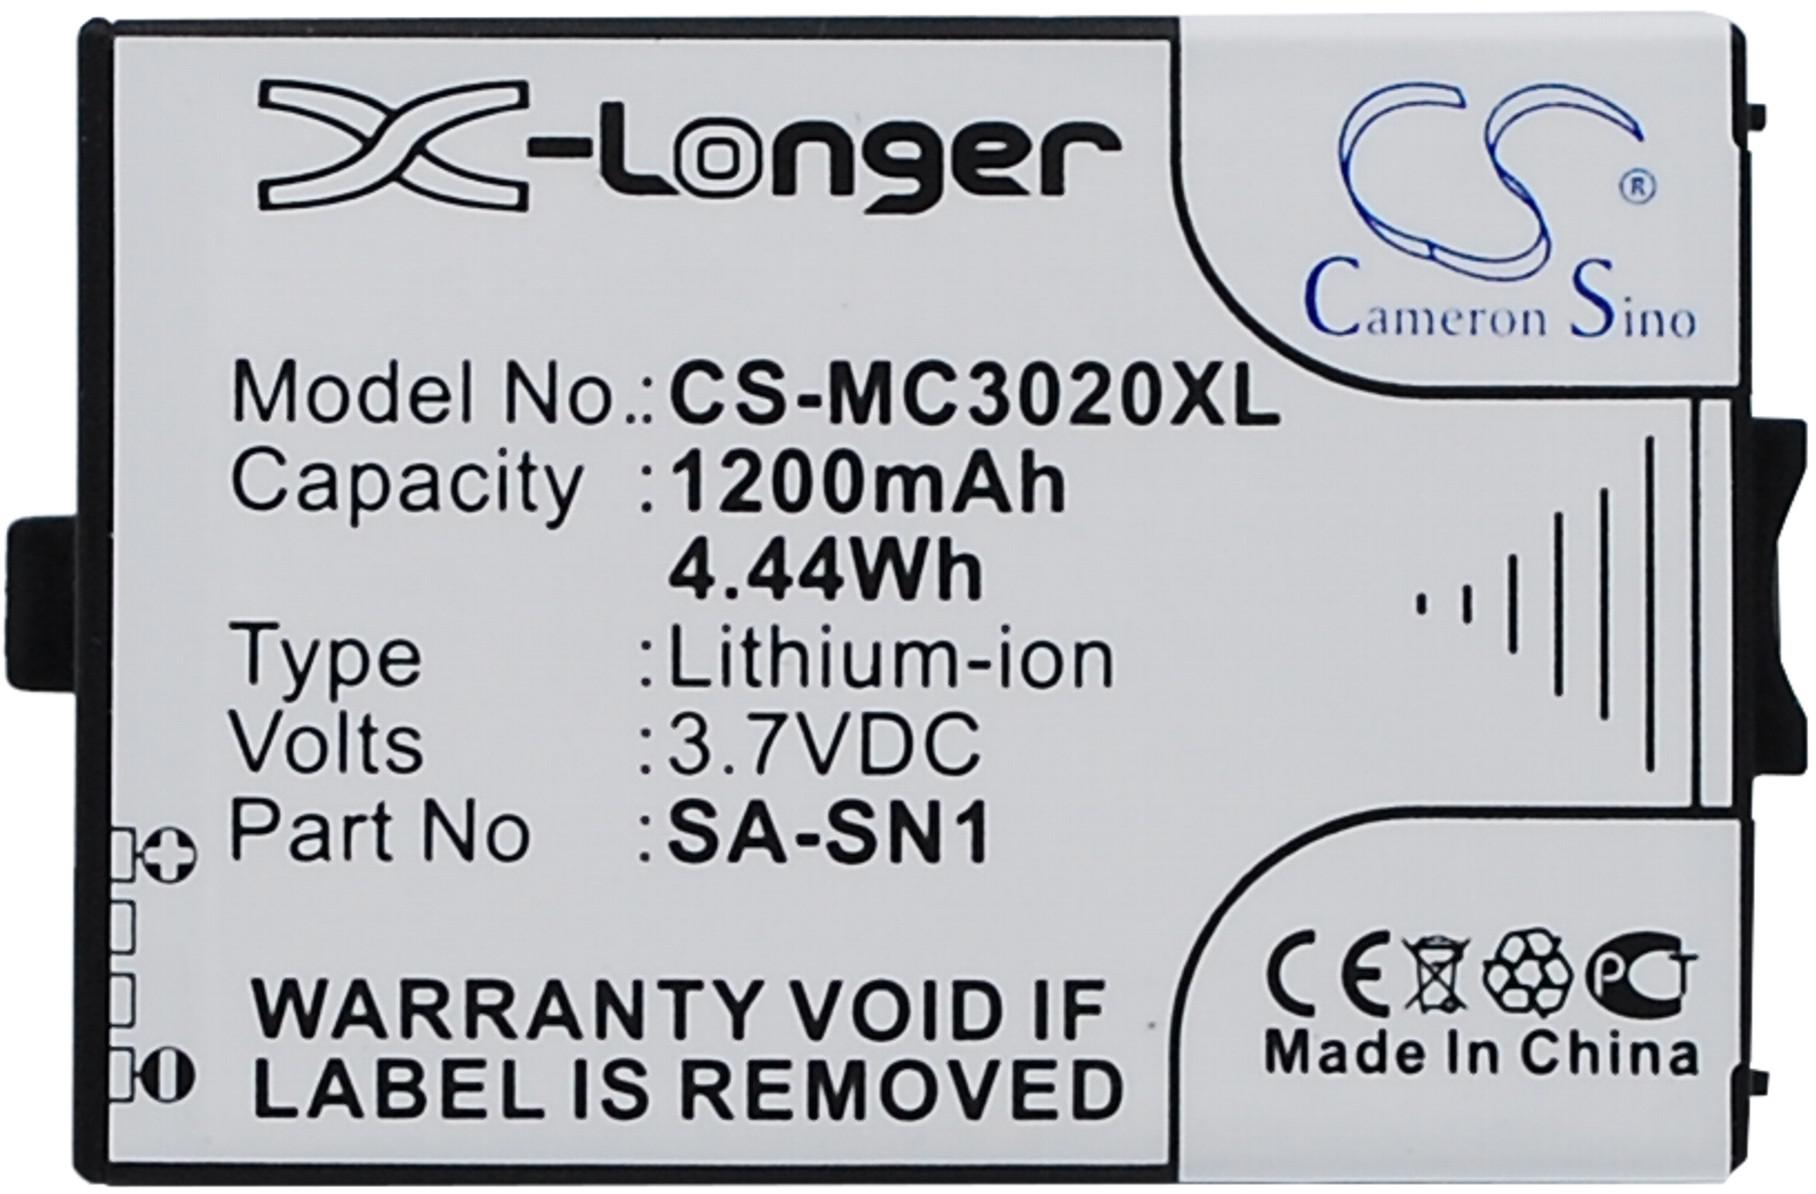 X-Longer
CS ®
Cameron Sino
Model No.:CS-MC3020XL
Capacity :1200mAh
4.44Wh
Type :Lithium-ion
Volts :3.7VDC
Part No :SA-SN1
WARRANTY VOID IF
LABEL IS REMOVED
CE PCT
Made In China